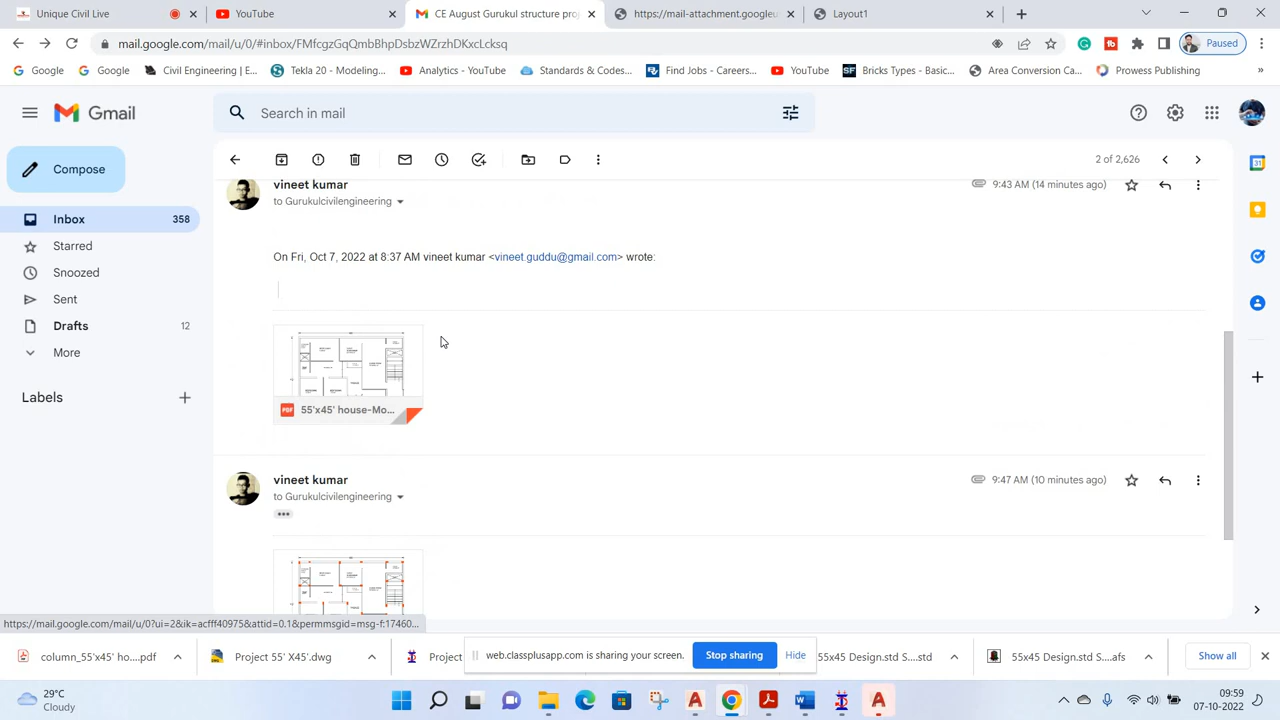 Unique Civil Live
YouTube
CE August Gurukul structure pro
https://mail-attachment.googleu
Layout1
mail.google.com/mail/u/0/#inbox/FMfcgzGqQmbBhpDsbzWZrzhDKxcLcksq
Paused
Google
Google
Civil Engineering | E...
Tekla 20 - Modeling...
Analytics - YouTube
Standards & Codes...
Find Jobs - Careers...
YouTube
Bricks Types - Basic...
Area Conversion Ca...
Prowess Publishing
Gmail
Search in mail
Compose
2 of 2,626
Inbox 358
Starred
Snoozed
Sent
Drafts 12
More
Labels
vineet kumar
9:43 AM (14 minutes ago)
to Gurukulcivilengineering
On Fri, Oct 7, 2022 at 8:37 AM vineet kumar <vineet.guddu@gmail.com> wrote:
PDF 55'x45' house-Mo...
vineet kumar
9:47 AM (10 minutes ago)
to Gurukulcivilengineering
https://mail.google.com/mail/u/0?ui=2&ik=acfff40975&attid=0.1&permmsgid=msg-f:17460...
column_55'x45' ho....pdf
Project 55' X45'.dwg
Project
web.classplusapp.com is sharing your screen.
Stop sharing
Hide
55x45 Design.std S....std
55x45 Design.std S....afs
Show all
29°C
Cloudy
09:59
07-10-2022